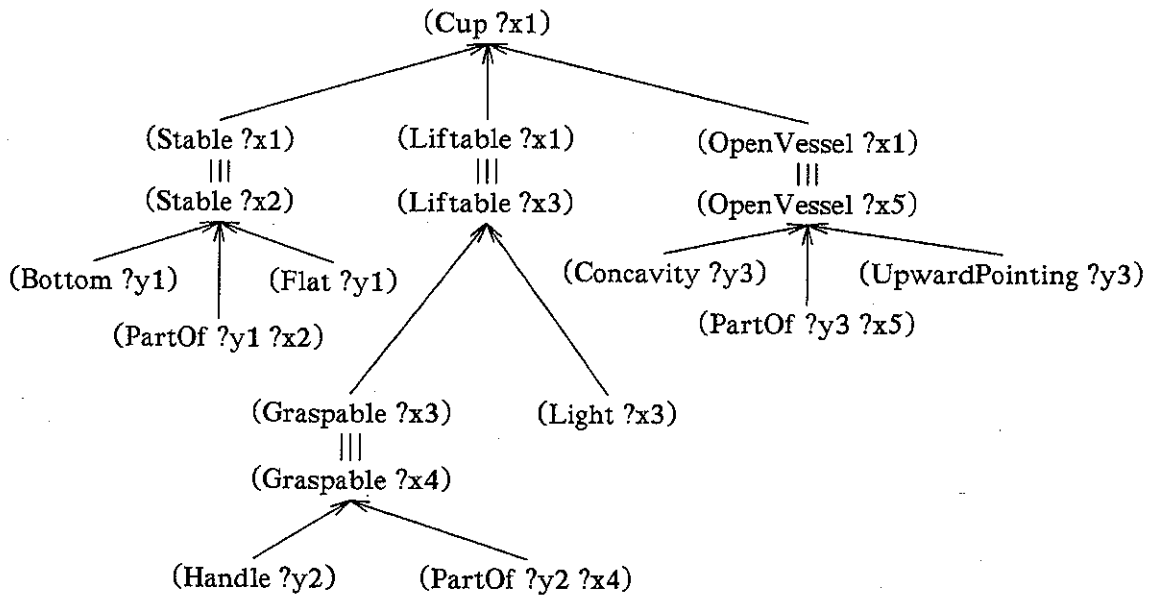 (Cup ?x1)
(Stable ?x1) (Liftable ?x1) (OpenVessel ?x1)
(Stable ?x2) (Liftable ?x3) (OpenVessel ?x5)
(Bottom ?y1) (Flat ?y1) (Concavity ?y3) (UpwardPointing ?y3)
(PartOf ?y1 ?x2) (PartOf ?y3 ?x5)
(Graspable ?x3) (Light ?x3)
(Graspable ?x4)
(Handle ?y2) (PartOf ?y2 ?x4)